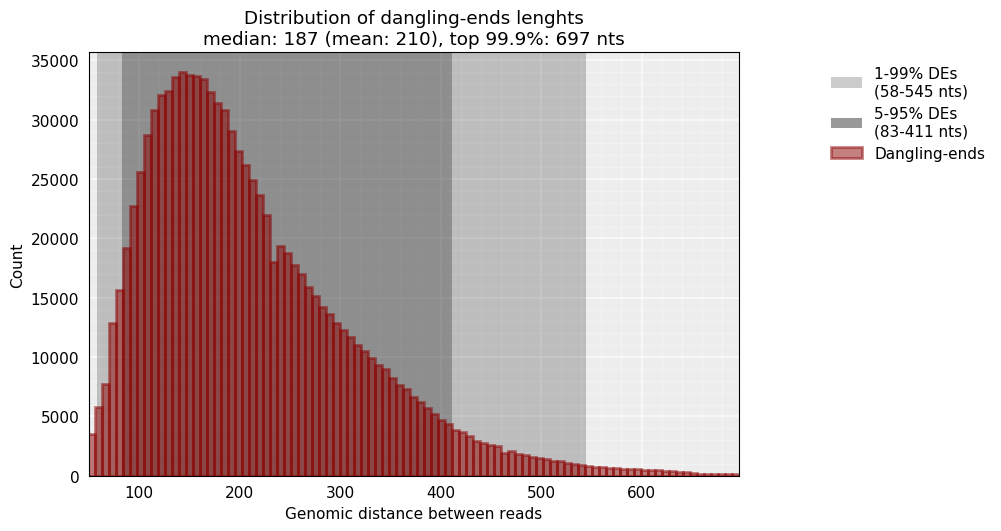 Distribution of dangling-ends lenghts
median: 187 (mean: 210), top 99.9%: 697 nts
35000
30000
25000
20000
15000
10000
5000
0
Count
100
200
300
400
500
600
Genomic distance between reads
1-99% DEs
(58-545 nts)
5-95% DEs
(83-411 nts)
Dangling-ends